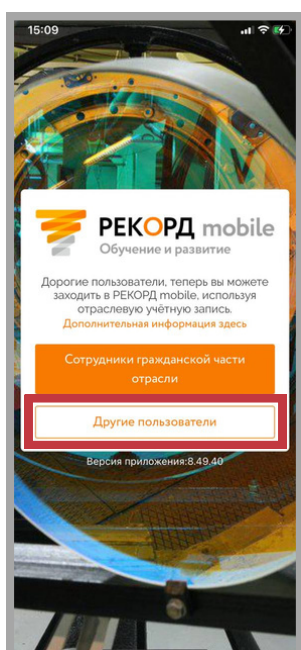 15:09
РЕКОРД mobile
Обучение и развитие
Дорогие пользователи, теперь вы можете
заходить в РЕКОРД mobile, используя
отраслевую учётную запись.
Дополнительная информация здесь
Сотрудники гражданской части
отрасли
Другие пользователи
Версия приложения:8.49.40